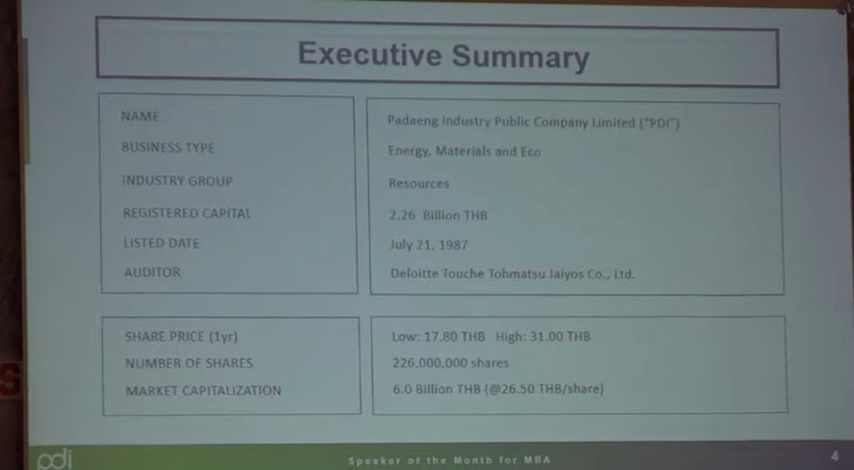 Executive Summary
NAME Padaeng Industry Public Company Limited ("PDI")
BUSINESS TYPE Energy, Materials and Eco
INDUSTRY GROUP Resources
REGISTERED CAPITAL 2.26 Billion THB
LISTED DATE July 21, 1987
AUDITOR Deloitte Touche Tohmatsu Jaiyos Co., Ltd.
SHARE PRICE (1yr) Low: 17.80 THB High: 31.00 THB
NUMBER OF SHARES 226.000,000 shares
MARKET CAPITALIZATION 6.0 Billion THB (@26.50 THB/share)
pdi Speaker of the Month for MBA 4